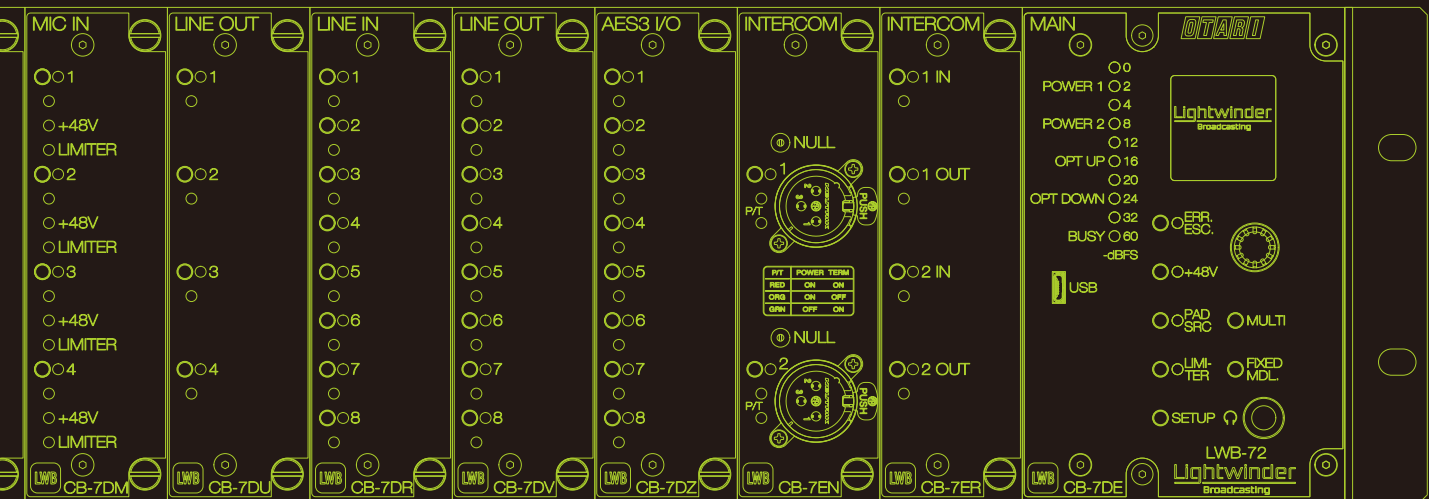 MIC IN
1
+48V
LIMITER
2
+48V
LIMITER
3
+48V
LIMITER
4
+48V
LIMITER
LWB CB-7DM
LINE OUT
1
2
3
4
LWB CB-7DU
LINE IN
1
2
3
4
5
6
7
8
LWB CB-7DR
LINE OUT
1
2
3
4
5
6
7
8
LWB CB-7DV
AES3 I/O
1
2
3
4
5
6
7
8
LWB CB-7DZ
INTERCOM
NULL
1
P/T
PUSH
P/T POWER TERM
RED ON ON
ORG ON OFF
GRN OFF ON
NULL
2
P/T
PUSH
LWB CB-7EN
INTERCOM
1 IN
1 OUT
2 IN
2 OUT
LWB CB-7ER
MAIN
0
POWER 1 2
4
POWER 2 8
12
OPT UP 16
20
OPT DOWN 24
32
BUSY 60
-dBFS
USB
LWB CB-7DE
OTARI
Lightwinder
Broadcasting
ERR.
ESC.
+48V
PAD
SRC
MULTI
LIMI-
TER
FIXED
MDL.
SETUP
LWB-72
Lightwinder
Broadcasting